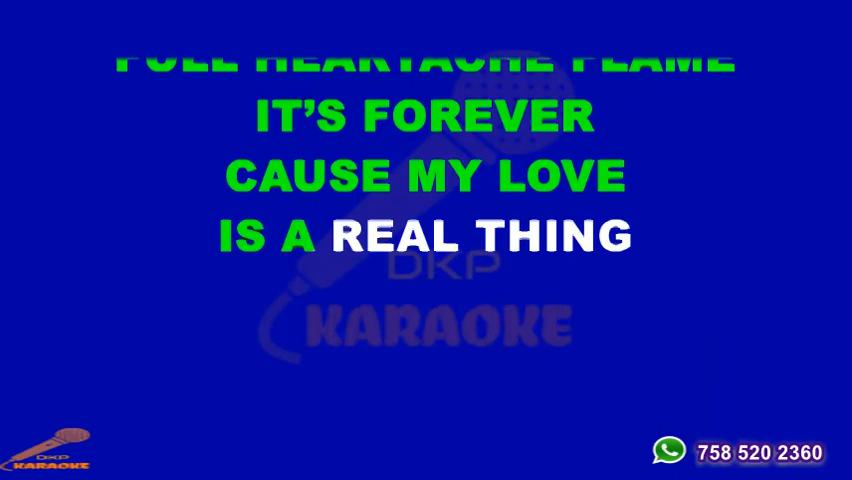 FULL HEARTACHE FLAME
IT'S FOREVER
CAUSE MY LOVE
IS A REAL THING
DKP
KARAOKE
DKP
KARAOKE
758 520 2360